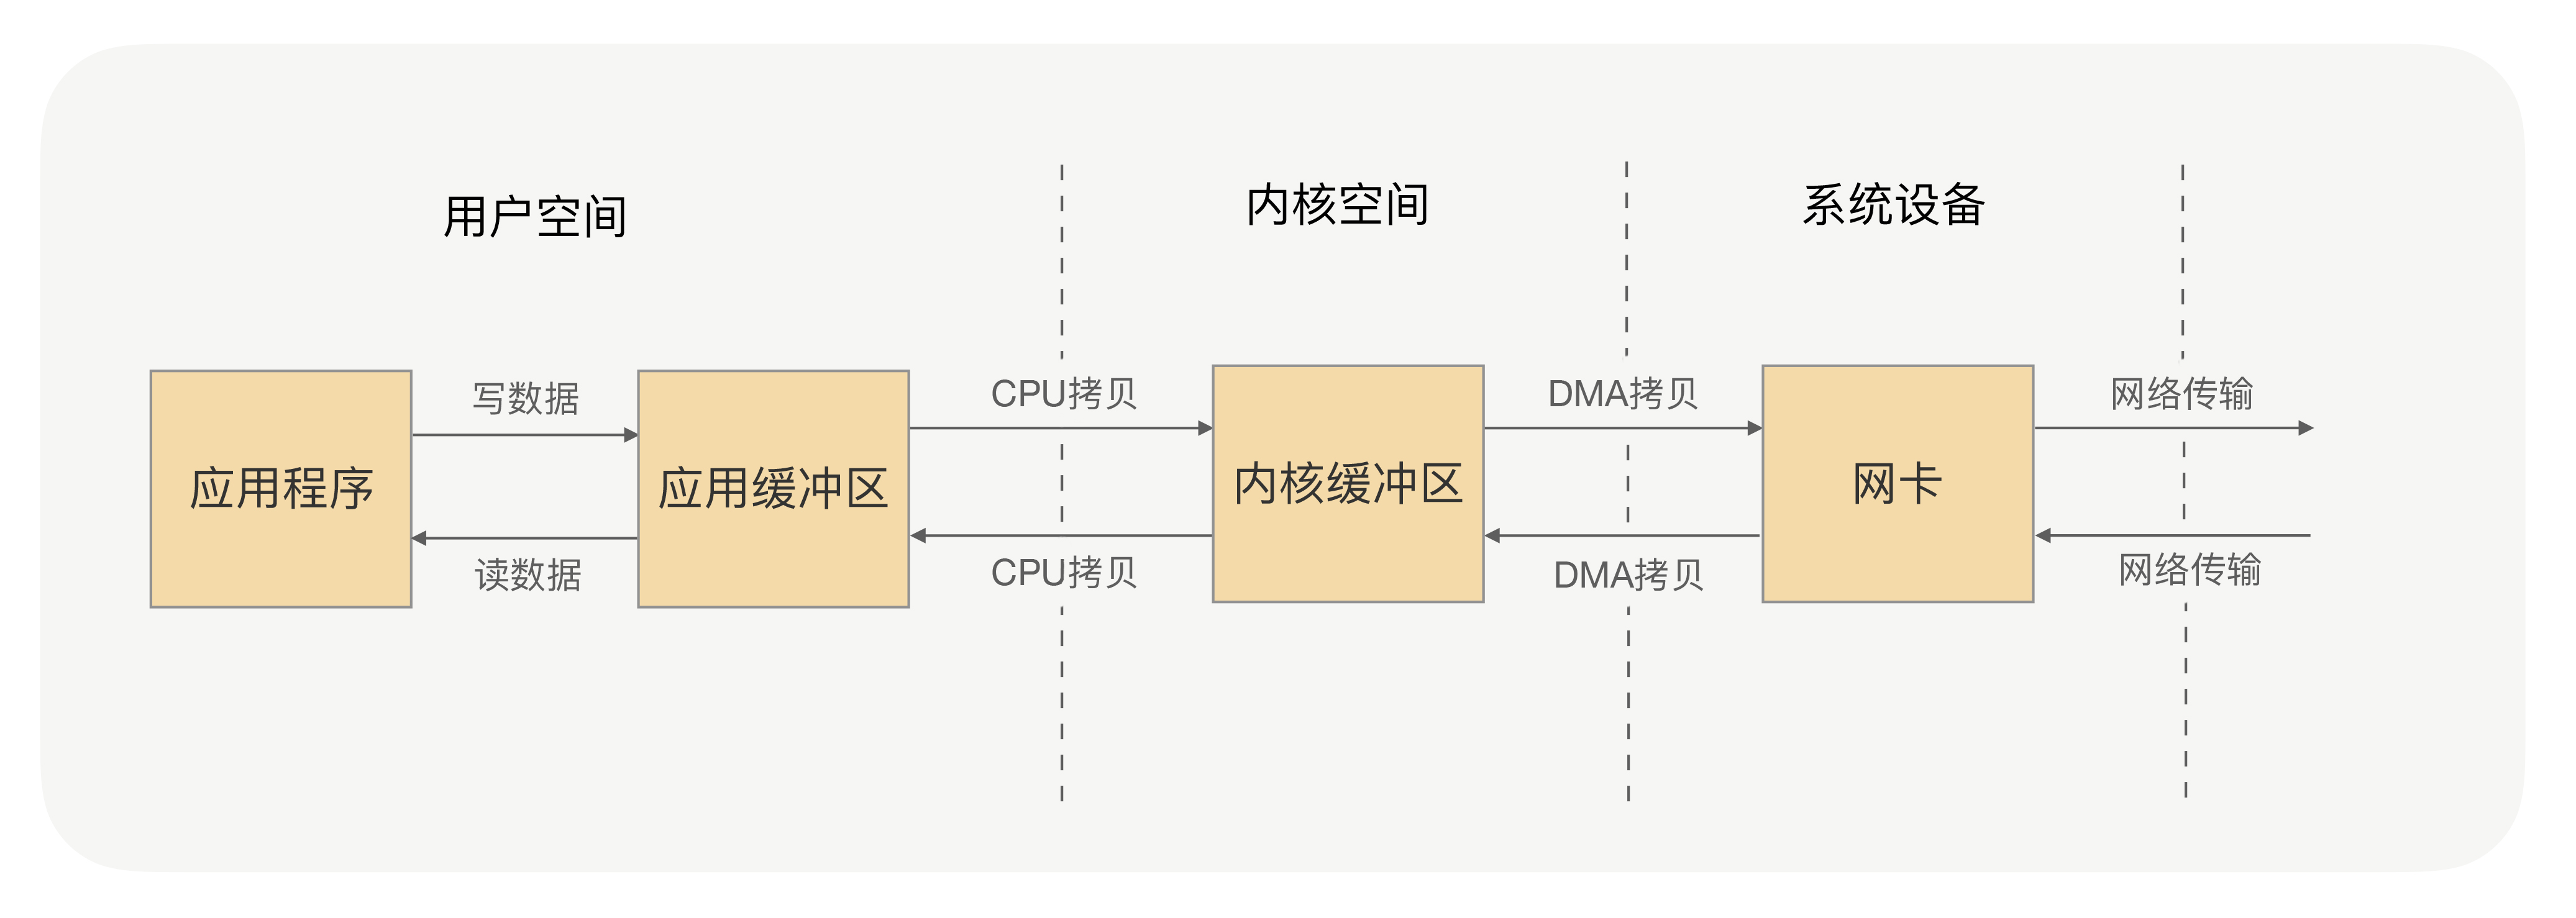 用户空间
内核空间
系统设备
写数据
CPU拷贝
DMA拷贝
网络传输
应用程序
应用缓冲区
内核缓冲区
网卡
读数据
CPU拷贝
DMA拷贝
网络传输